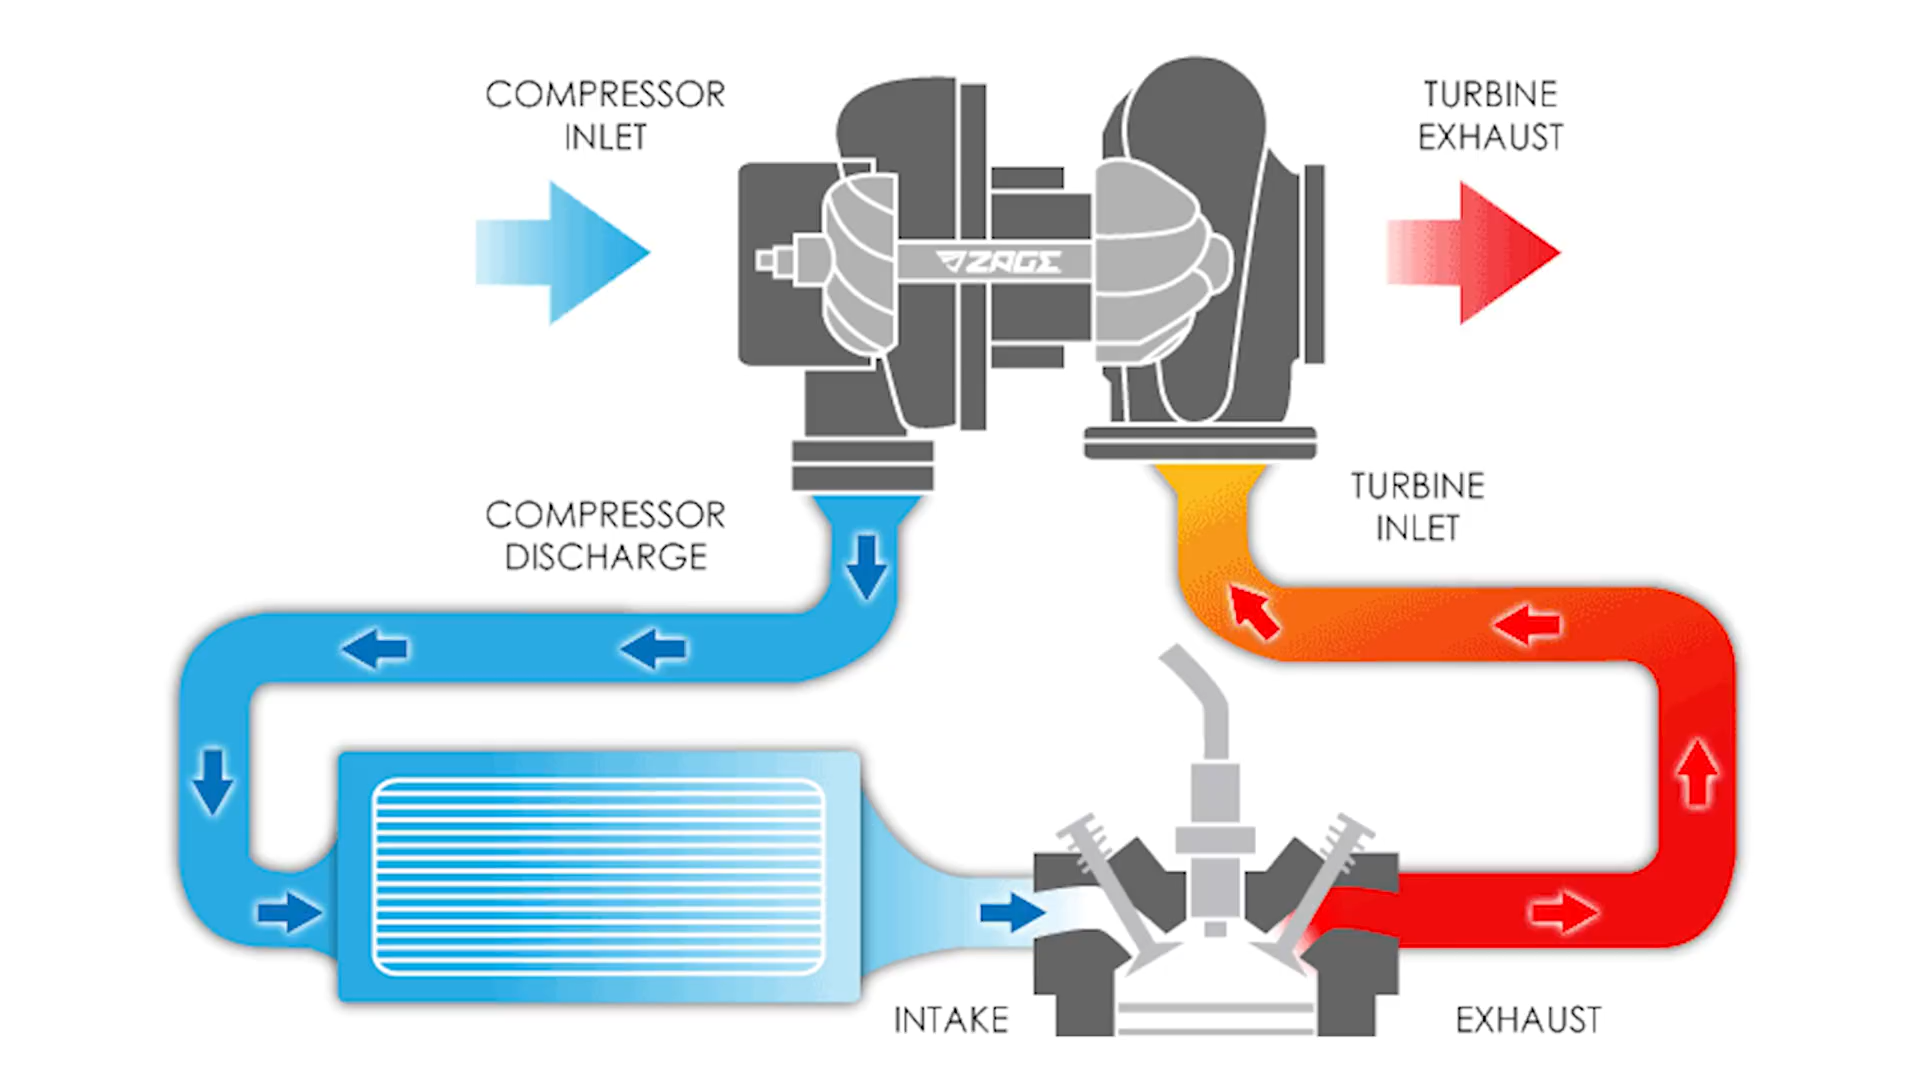 COMPRESSOR
INLET
TURBINE
EXHAUST
ZAGE
COMPRESSOR
DISCHARGE
TURBINE
INLET
INTAKE
EXHAUST